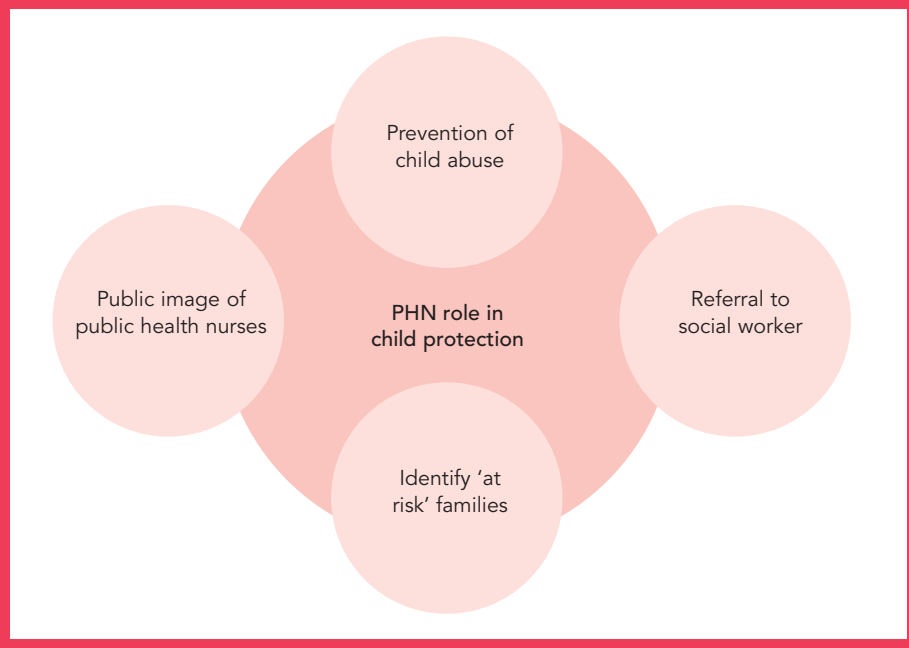 Prevention of
child abuse
Public image of
public health nurses
PHN role in
child protection
Referral to
social worker
Identify ‘at
risk’ families